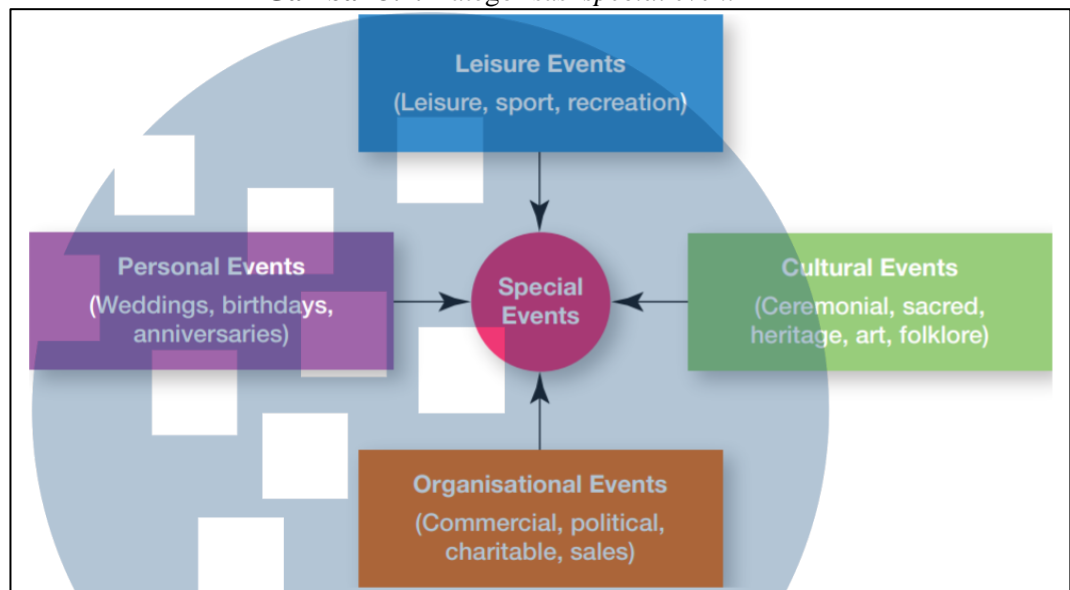 Leisure Events
(Leisure, sport, recreation)
Personal Events
(Weddings, birthdays,
anniversaries)
Special
Events
Cultural Events
(Ceremonial, sacred,
heritage, art, folklore)
Organisational Events
(Commercial, political,
charitable, sales)